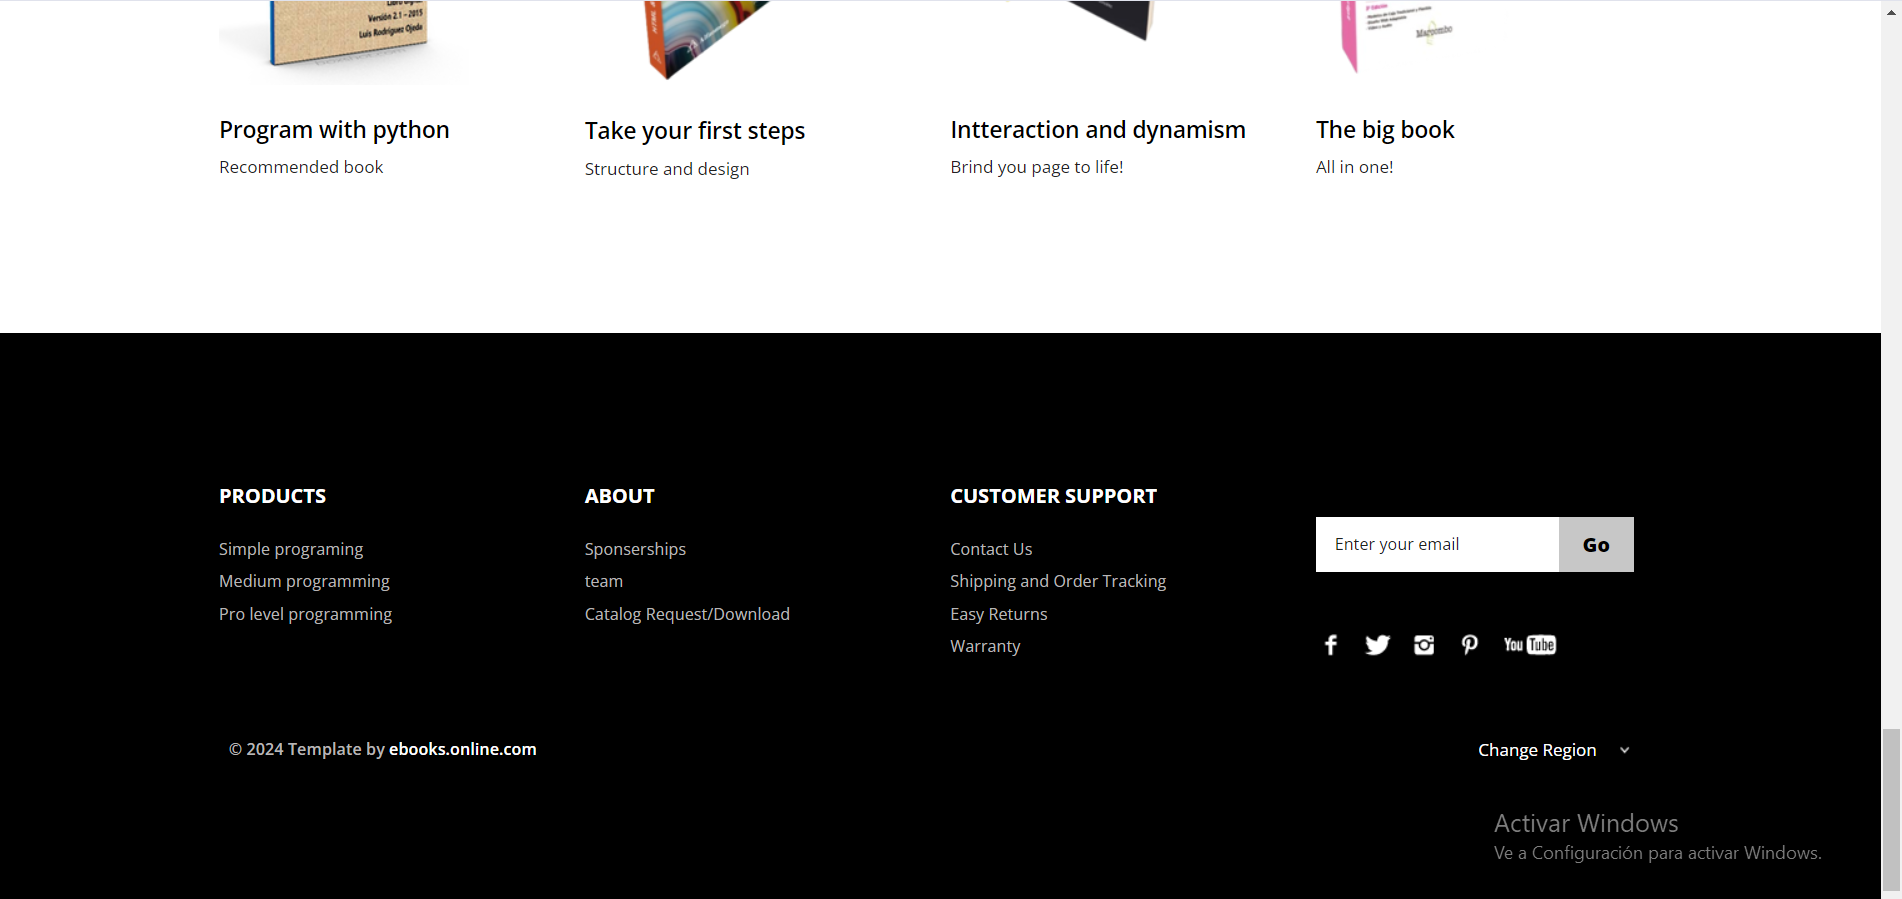 Versión 2.1 - 2015
Luis Rodríguez Ojeda
HTML
3ª Edición
Marcombo
Program with python
Recommended book
Take your first steps
Structure and design
Intteraction and dynamism
Brind you page to life!
The big book
All in one!
PRODUCTS
Simple programing
Medium programming
Pro level programming
ABOUT
Sponserships
team
Catalog Request/Download
CUSTOMER SUPPORT
Contact Us
Shipping and Order Tracking
Easy Returns
Warranty
Enter your email
Go
You Tube
© 2024 Template by ebooks.online.com
Change Region
Activar Windows
Ve a Configuración para activar Windows.